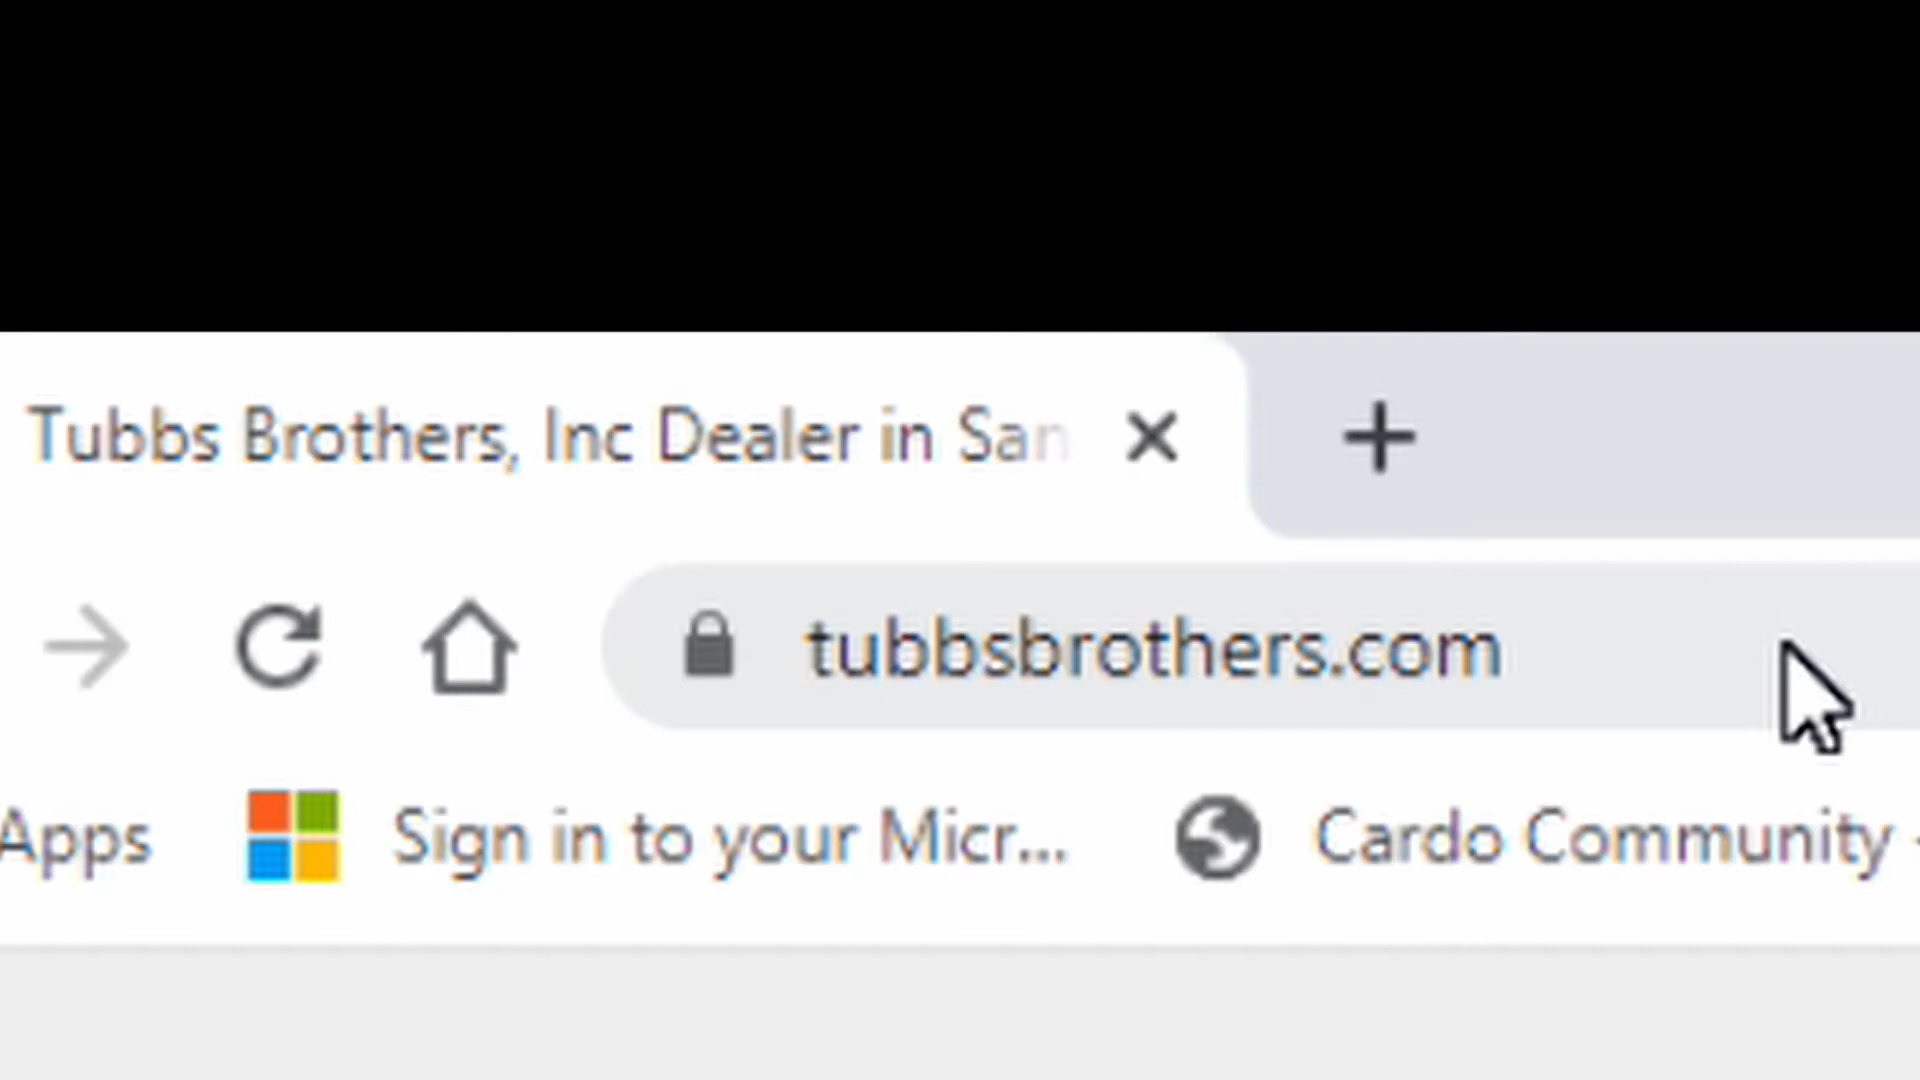 Tubbs Brothers, Inc Dealer in San
tubbsbrothers.com
Apps Sign in to your Micr... Cardo Community